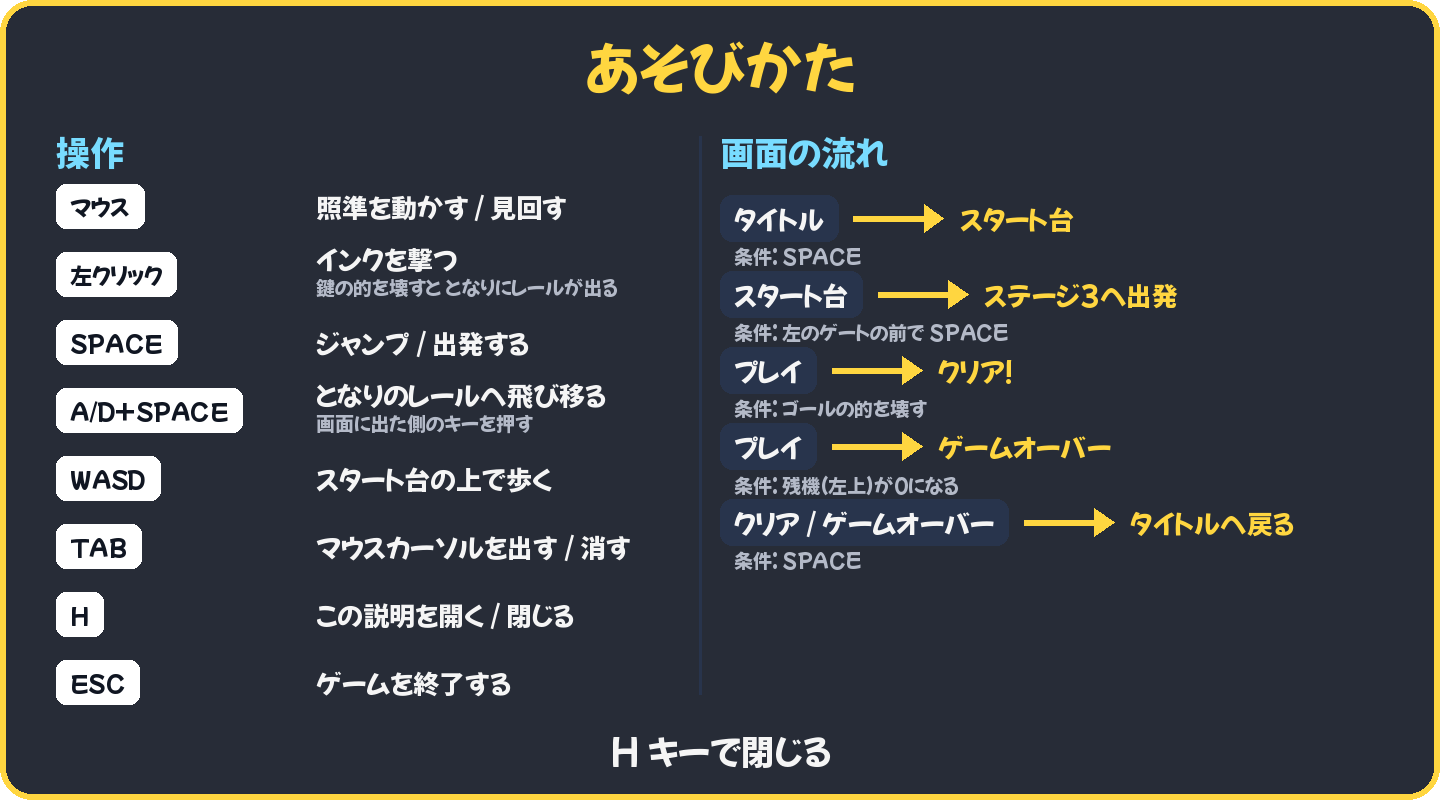 あそびかた
操作
マウス
照準を動かす / 見回す
左クリック
インクを撃つ
鍵の的を壊すと となりにレールが出る
SPACE
ジャンプ / 出発する
A/D+SPACE
となりのレールへ飛び移る
画面に出た側のキーを押す
WASD
スタート台の上で歩く
TAB
マウスカーソルを出す / 消す
H
この説明を開く / 閉じる
ESC
ゲームを終了する
画面の流れ
タイトル → スタート台
条件: SPACE
スタート台 → ステージ3へ出発
条件: 左のゲートの前で SPACE
プレイ → クリア!
条件: ゴールの的を壊す
プレイ → ゲームオーバー
条件: 残機(左上)が0になる
クリア / ゲームオーバー → タイトルへ戻る
条件: SPACE
H キーで閉じる